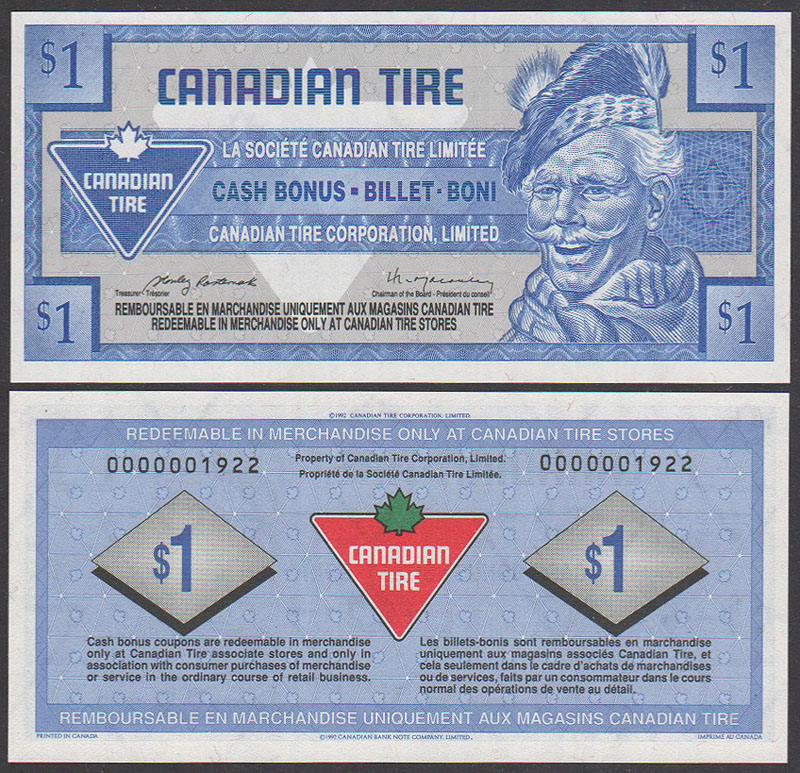 $1
$1
CANADIAN TIRE
LA SOCIÉTÉ CANADIAN TIRE LIMITÉE
CANADIAN
TIRE
CASH BONUS - BILLET - BONI
CANADIAN TIRE CORPORATION, LIMITED
Treasurer - Trésorier
Chairman of the Board - Président du conseil
$1
REMBOURSABLE EN MARCHANDISE UNIQUEMENT AUX MAGASINS CANADIAN TIRE
REDEEMABLE IN MERCHANDISE ONLY AT CANADIAN TIRE STORES
$1
©1992 CANADIAN TIRE CORPORATION, LIMITED.
REDEEMABLE IN MERCHANDISE ONLY AT CANADIAN TIRE STORES
0000001922
Property of Canadian Tire Corporation, Limited.
Propriété de la Société Canadian Tire Limitée.
0000001922
$1
CANADIAN
TIRE
$1
Cash bonus coupons are redeemable in merchandise
only at Canadian Tire associate stores and only in
association with consumer purchases of merchandise
or service in the ordinary course of retail business.
Les billets-bonis sont remboursables en marchandise
uniquement aux magasins associés Canadian Tire, et
cela seulement dans le cadre d'achats de marchandises
ou de services, faits par un consommateur dans le cours
normal des opérations de vente au détail.
REMBOURSABLE EN MARCHANDISE UNIQUEMENT AUX MAGASINS CANADIAN TIRE
PRINTED IN CANADA
©1992 CANADIAN BANK NOTE COMPANY, LIMITED.
IMPRIMÉ AU CANADA